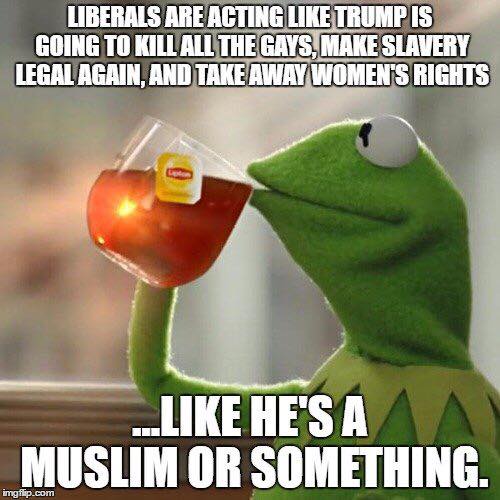 LIBERALS ARE ACTING LIKE TRUMP IS
GOING TO KILL ALL THE GAYS, MAKE SLAVERY
LEGAL AGAIN, AND TAKE AWAY WOMEN'S RIGHTS
Lipton
...LIKE HE'S A
MUSLIM OR SOMETHING.
imgflip.com